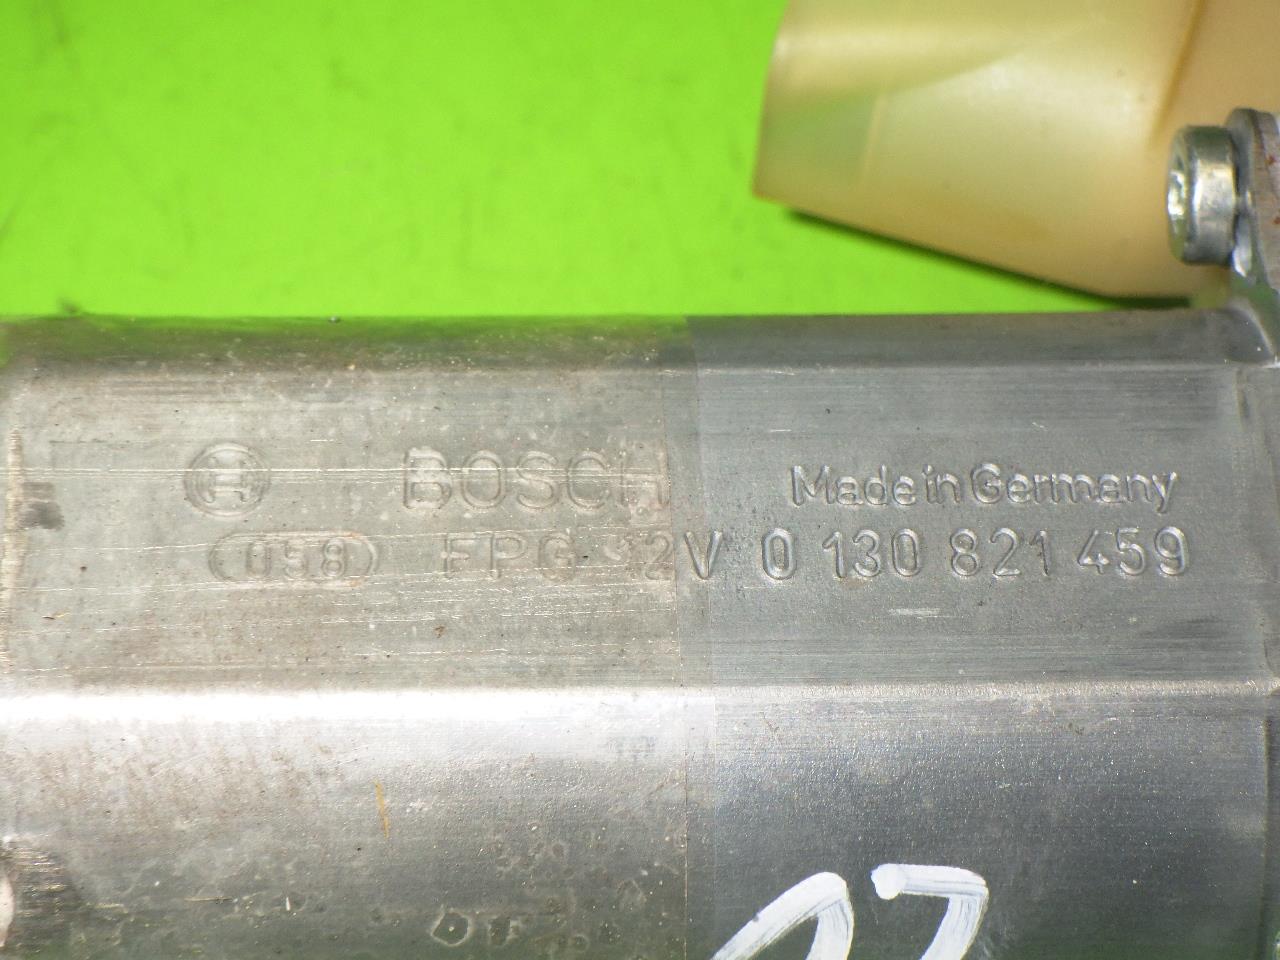 BOSCH Made in Germany
058 FPG 12V 0 130 821 459